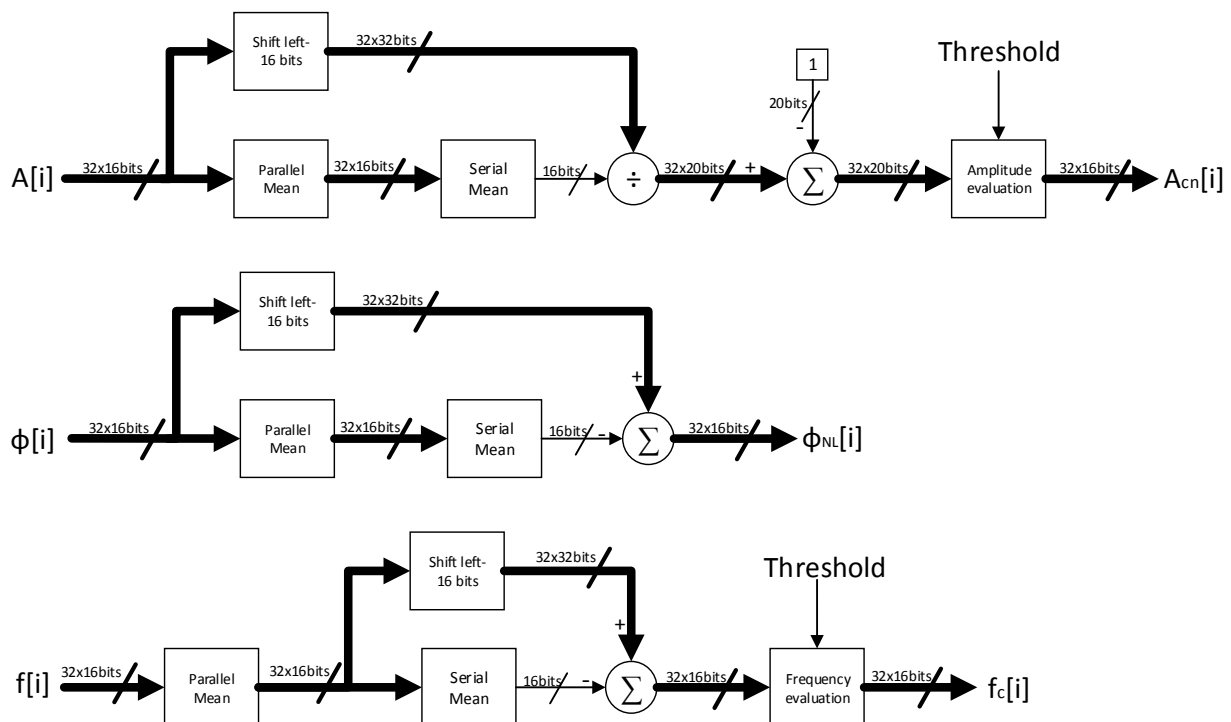 Shift left-
16 bits
32x32bits
1
Threshold
20bits
-
A[i]
32x16bits
Parallel
Mean
32x16bits
Serial
Mean
16bits
÷
32x20bits
+
∑
32x20bits
Amplitude
evaluation
32x16bits
Acn[i]
Shift left-
16 bits
32x32bits
+
ϕ[i]
32x16bits
Parallel
Mean
32x16bits
Serial
Mean
16bits
-
∑
32x16bits
ϕNL[i]
Shift left-
16 bits
32x32bits
Threshold
+
f[i]
32x16bits
Parallel
Mean
32x16bits
Serial
Mean
16bits
-
∑
32x16bits
Frequency
evaluation
32x16bits
fc[i]